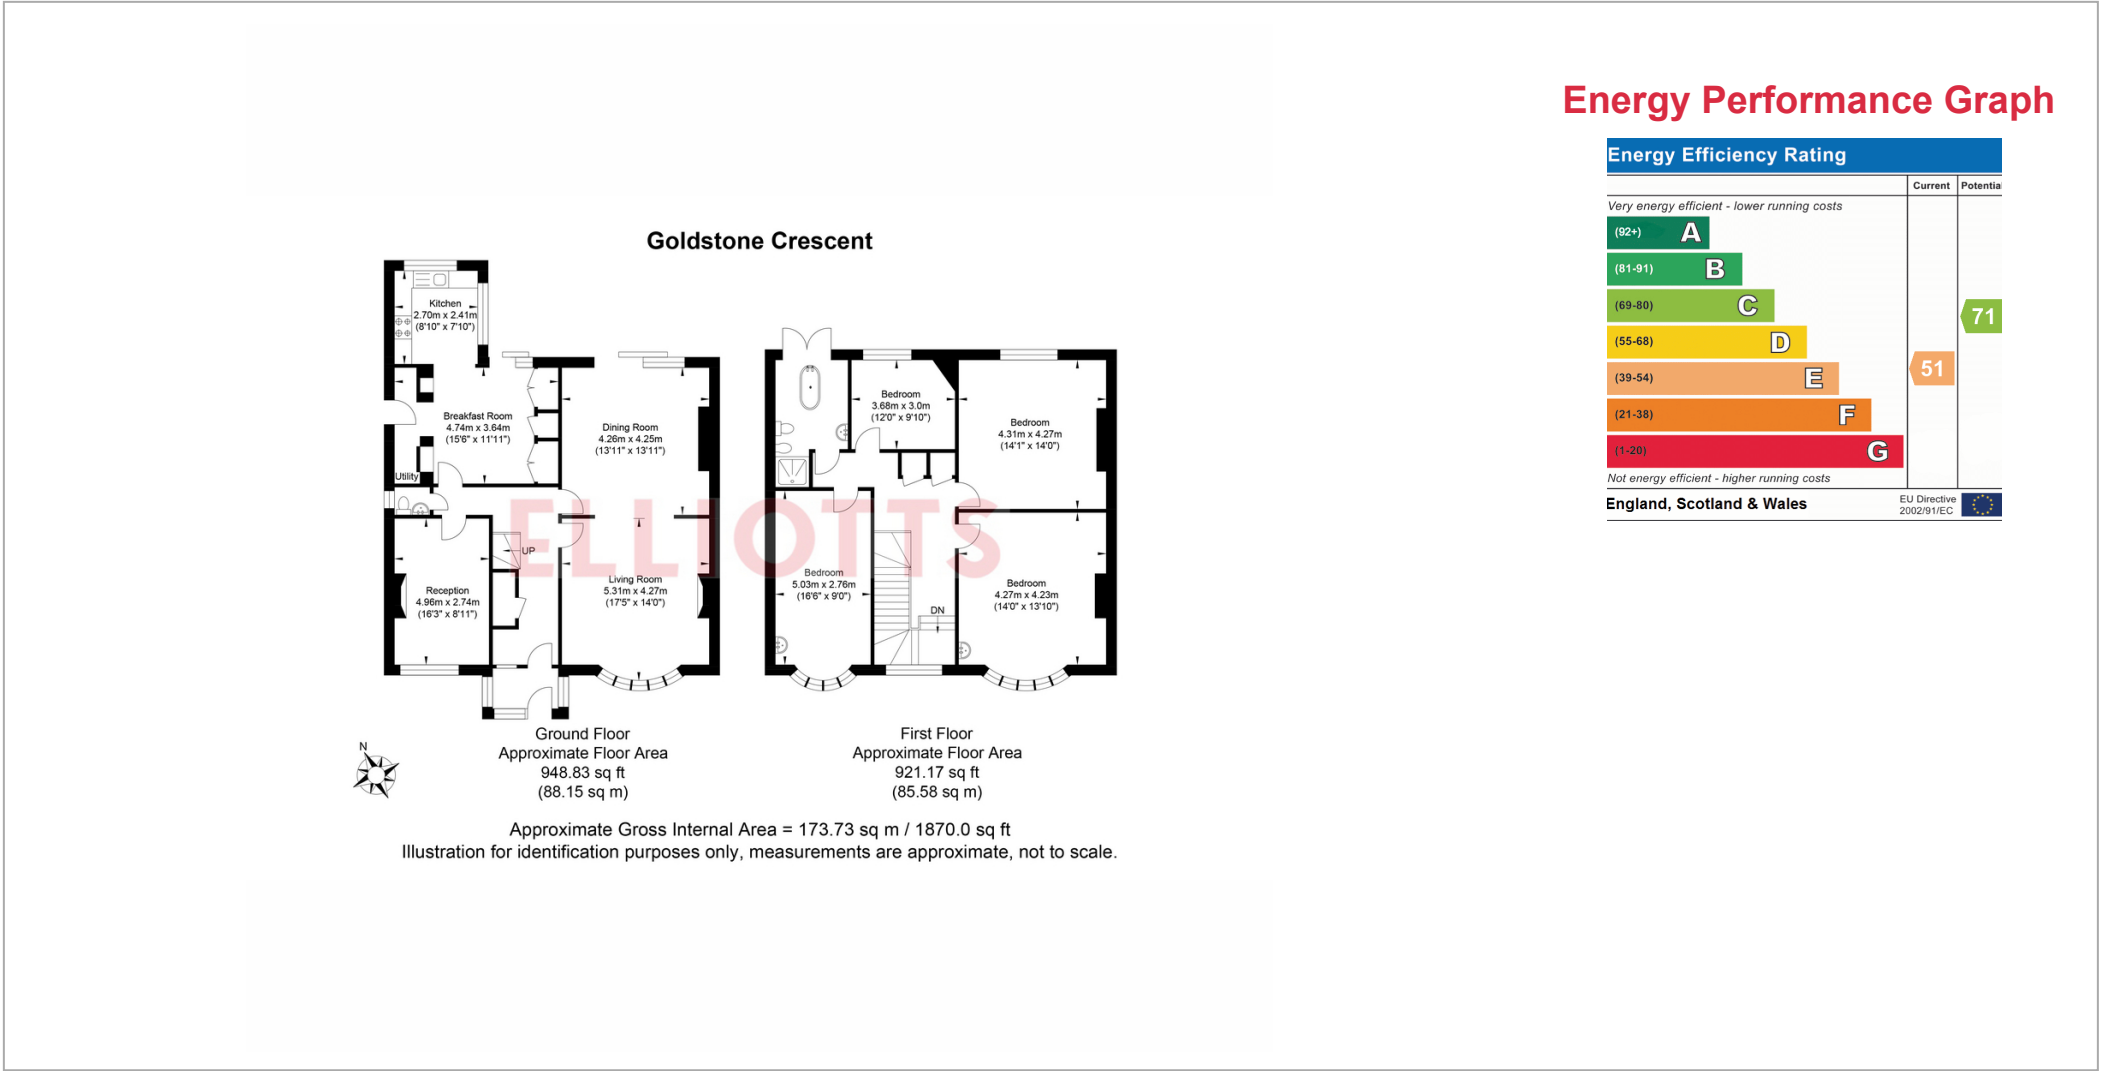 Energy Performance Graph
Energy Efficiency Rating
Current
Potentia
Very energy efficient - lower running costs
(92+) A
(81-91) B
(69-80) C
71
(55-68) D
(39-54) E
51
(21-38) F
(1-20) G
Not energy efficient - higher running costs
England, Scotland & Wales
EU Directive
2002/91/EC
Goldstone Crescent
Kitchen
2.70m x 2.41m
(8'10" x 7'10")
Breakfast Room
4.74m x 3.64m
(15'6" x 11'11")
Utility
Dining Room
4.26m x 4.25m
(13'11" x 13'11")
UP
Reception
4.96m x 2.74m
(16'3" x 8'11")
Living Room
5.31m x 4.27m
(17'5" x 14'0")
Bedroom
3.68m x 3.0m
(12'0" x 9'10")
Bedroom
4.31m x 4.27m
(14'1" x 14'0")
Bedroom
5.03m x 2.76m
(16'6" x 9'0")
Bedroom
4.27m x 4.23m
(14'0" x 13'10")
DN
ELLIOTTS
N
Ground Floor
Approximate Floor Area
948.83 sq ft
(88.15 sq m)
First Floor
Approximate Floor Area
921.17 sq ft
(85.58 sq m)
Approximate Gross Internal Area = 173.73 sq m / 1870.0 sq ft
Illustration for identification purposes only, measurements are approximate, not to scale.